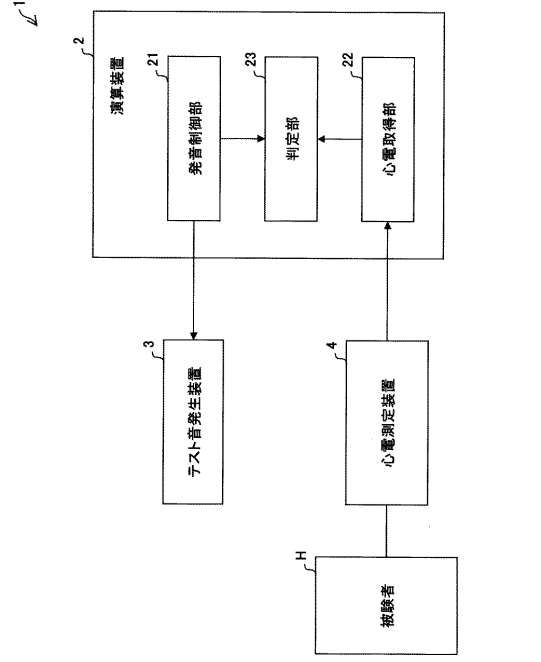 1
2
演算装置
21
発音制御部
23
判定部
22
心電取得部
3
テスト音発生装置
4
心電測定装置
H
被験者